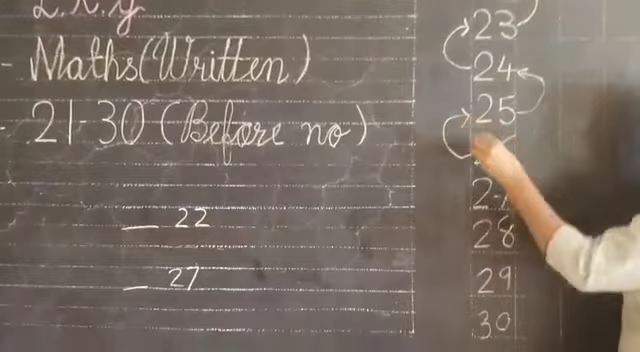 L.K.G
- Maths (Written)
- 21-30 (Before no)
_ 22
_ 27
23
24
25
28
29
30